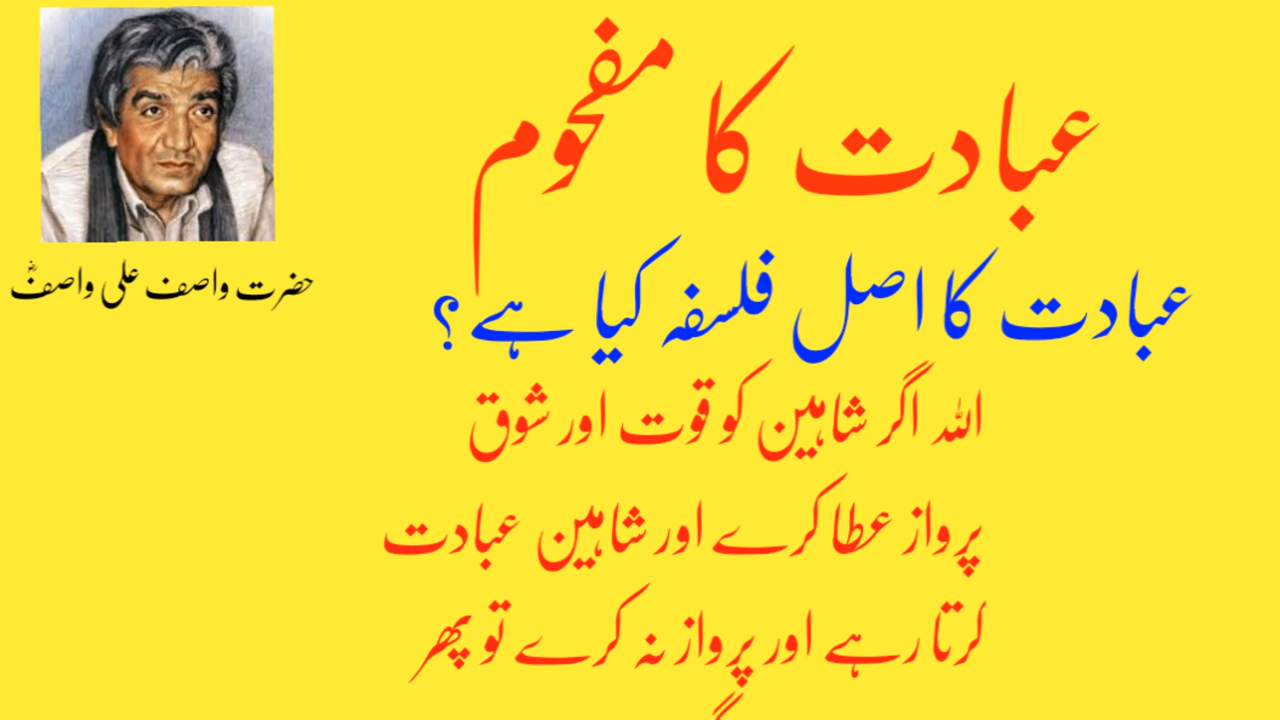 عبادت کا مفحوم
عبادت کا اصل فلسفہ کیا ہے؟
حضرت واصف علی واصفؒ
اللہ اگر شاہین کو قوت اور شوق
پرواز عطا کرے اور شاہین عبادت
کرتا رہے اور پرواز نہ کرے تو پھر